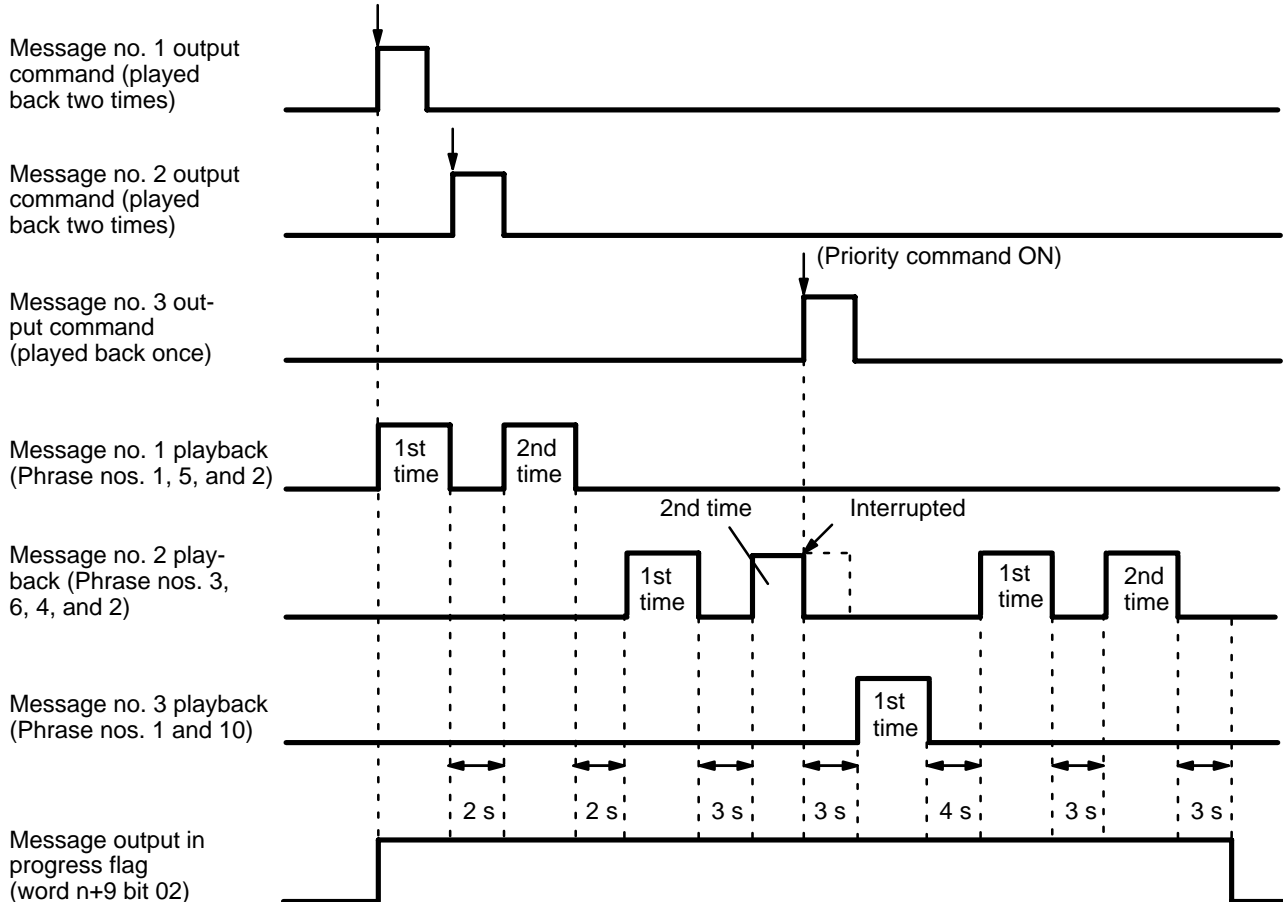 Message no. 1 output
command (played
back two times)
Message no. 2 output
command (played
back two times)
(Priority command ON)
Message no. 3 out-
put command
(played back once)
Message no. 1 playback
(Phrase nos. 1, 5, and 2)
1st
time
2nd
time
2nd time
Interrupted
Message no. 2 play-
back (Phrase nos. 3,
6, 4, and 2)
1st
time
1st
time
2nd
time
Message no. 3 playback
(Phrase nos. 1 and 10)
1st
time
2 s
2 s
3 s
3 s
4 s
3 s
3 s
Message output in
progress flag
(word n+9 bit 02)